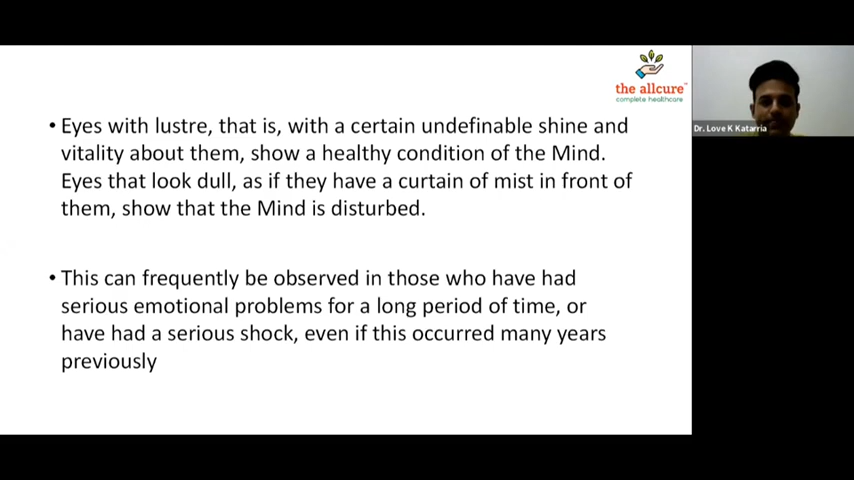 the allcure™
complete healthcare
• Eyes with lustre, that is, with a certain undefinable shine and
vitality about them, show a healthy condition of the Mind.
Eyes that look dull, as if they have a curtain of mist in front of
them, show that the Mind is disturbed.
• This can frequently be observed in those who have had
serious emotional problems for a long period of time, or
have had a serious shock, even if this occurred many years
previously
Dr. Love K Katarria